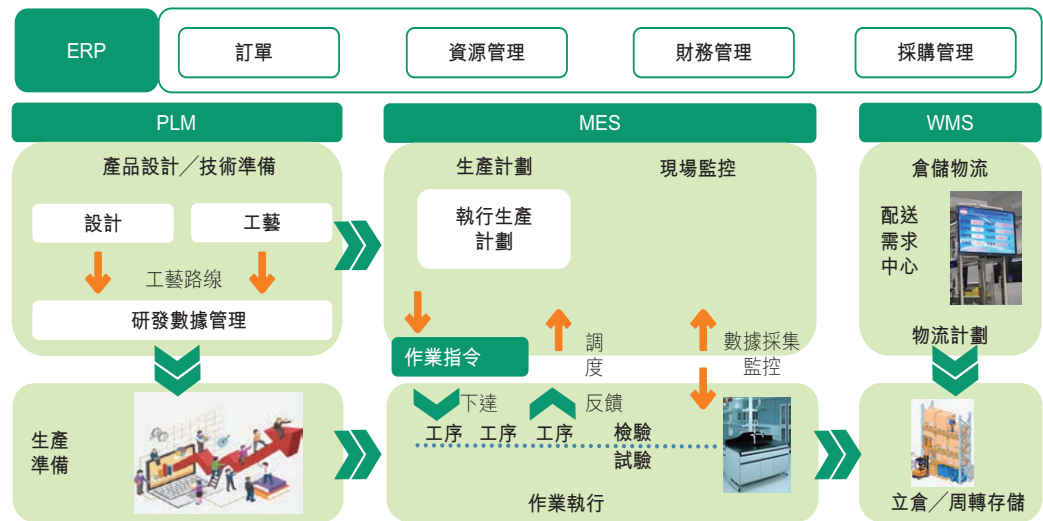 ERP
訂單
資源管理
財務管理
採購管理
PLM
MES
WMS
產品設計／技術準備
設計
工藝
工藝路线
研發數據管理
生產計劃
現場監控
執行生產
計劃
作業指令
調
度
數據採集
監控
倉儲物流
配送
需求
中心
物流計劃
生產
準備
下達
反饋
工序 工序 工序
檢驗
試驗
作業執行
立倉／周轉存儲